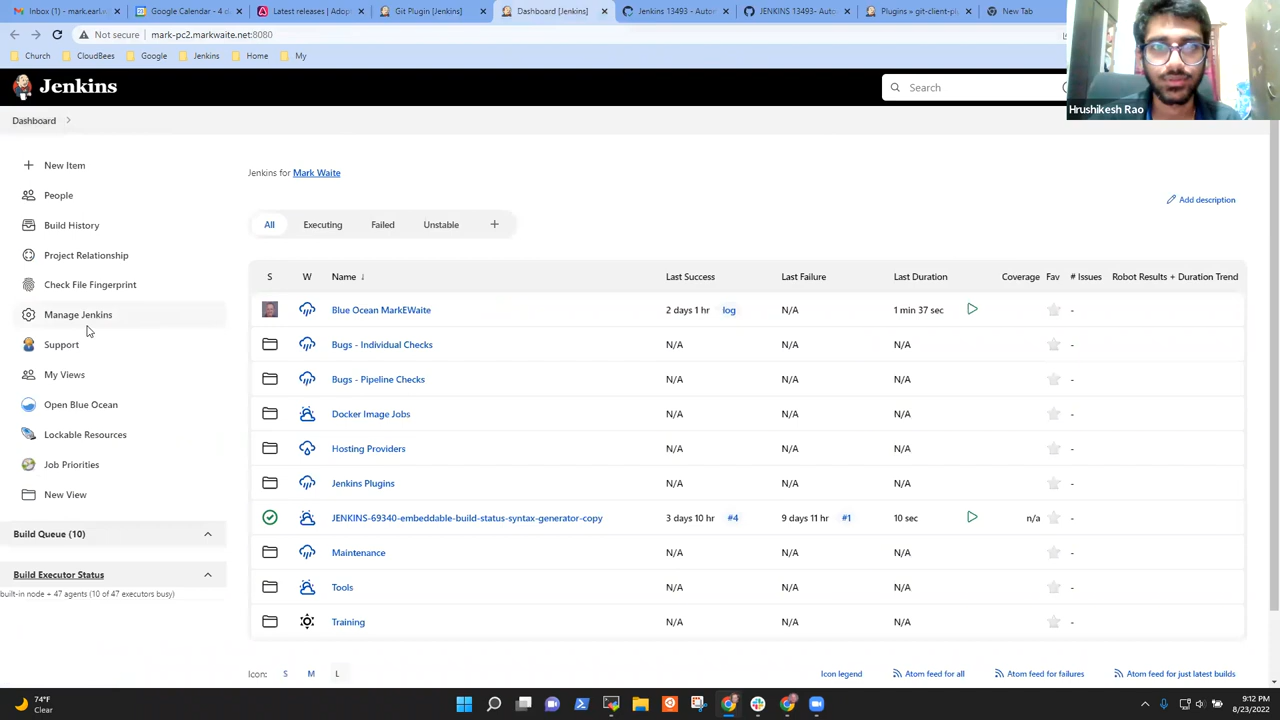 Inbox (1) - mark.earl.wa
Google Calendar - 4 da
Latest releases | Adop
Git Plugin [Jenkins]
Dashboard [Jenkins]
Jenkins 13493- Auto
JENKINS 13493- Auto
Plugins » git-client-pl
New Tab
Not secure mark-pc2.markwaite.net:8080
Church CloudBees Google Jenkins Home My
Jenkins
Search
Hrushikesh Rao
Dashboard
New Item
People
Build History
Project Relationship
Check File Fingerprint
Manage Jenkins
Support
My Views
Open Blue Ocean
Lockable Resources
Job Priorities
New View
Build Queue (10)
Build Executor Status
built-in node + 47 agents (10 of 47 executors busy)
Jenkins for Mark Waite
Add description
All Executing Failed Unstable +
S W Name ↓ Last Success Last Failure Last Duration Coverage Fav # Issues Robot Results + Duration Trend
Blue Ocean MarkEWaite 2 days 1 hr log N/A 1 min 37 sec -
Bugs - Individual Checks N/A N/A N/A -
Bugs - Pipeline Checks N/A N/A N/A -
Docker Image Jobs N/A N/A N/A -
Hosting Providers N/A N/A N/A -
Jenkins Plugins N/A N/A N/A -
JENKINS-69340-embeddable-build-status-syntax-generator-copy 3 days 10 hr #4 9 days 11 hr #1 10 sec n/a -
Maintenance N/A N/A N/A -
Tools N/A N/A N/A -
Training N/A N/A N/A -
Icon: S M L
Icon legend Atom feed for all Atom feed for failures Atom feed for just latest builds
74°F
Clear
9:12 PM
8/23/2022